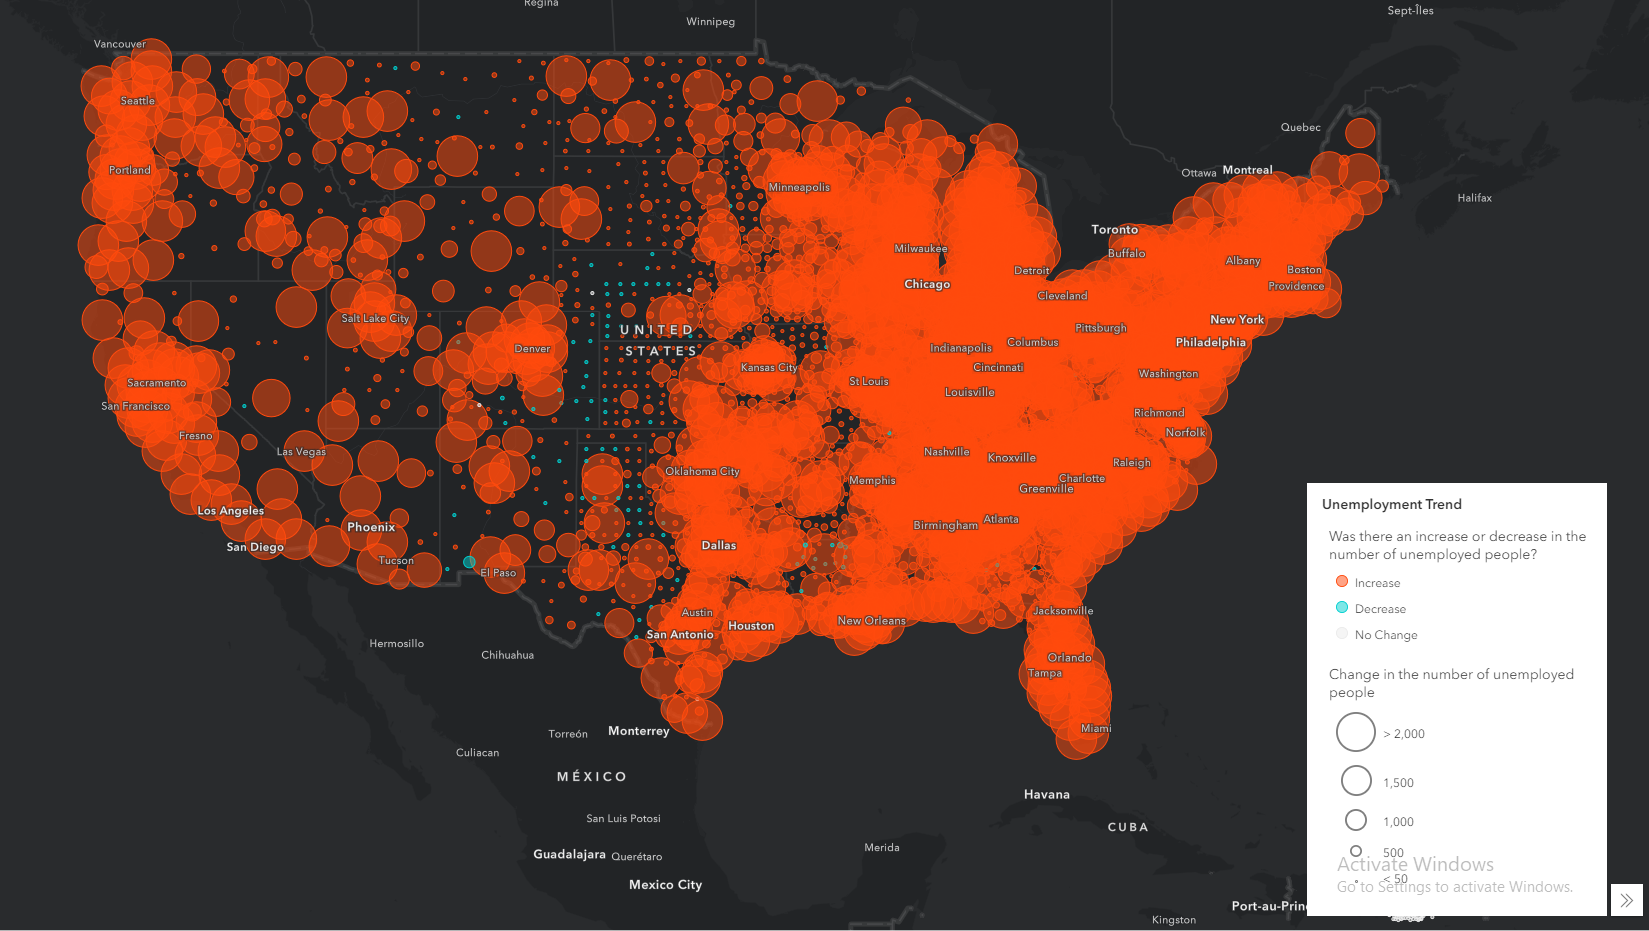 Regina
Winnipeg
Sept-Îles
Vancouver
Seattle
Quebec
Portland
Ottawa
Montreal
Minneapolis
Halifax
Toronto
Milwaukee
Buffalo
Albany
Detroit
Boston
Chicago
Providence
Cleveland
Salt Lake City
New York
UNITED
STATES
Pittsburgh
Philadelphia
Denver
Indianapolis
Columbus
Kansas City
Cincinnati
Washington
Sacramento
St Louis
Louisville
San Francisco
Richmond
Fresno
Norfolk
Las Vegas
Nashville
Knoxville
Raleigh
Oklahoma City
Memphis
Charlotte
Greenville
Los Angeles
Phoenix
Birmingham
Atlanta
San Diego
Dallas
Tucson
El Paso
Austin
Jacksonville
Houston
New Orleans
San Antonio
Hermosillo
Chihuahua
Orlando
Tampa
Torreón
Monterrey
Miami
Culiacan
MÉXICO
Havana
San Luis Potosi
CUBA
Guadalajara
Querétaro
Merida
Mexico City
Port-au-Prin
Kingston
Unemployment Trend
Was there an increase or decrease in the
number of unemployed people?
Increase
Decrease
No Change
Change in the number of unemployed
people
> 2,000
1,500
1,000
500
< 50
Activate Windows
Go to Settings to activate Windows.